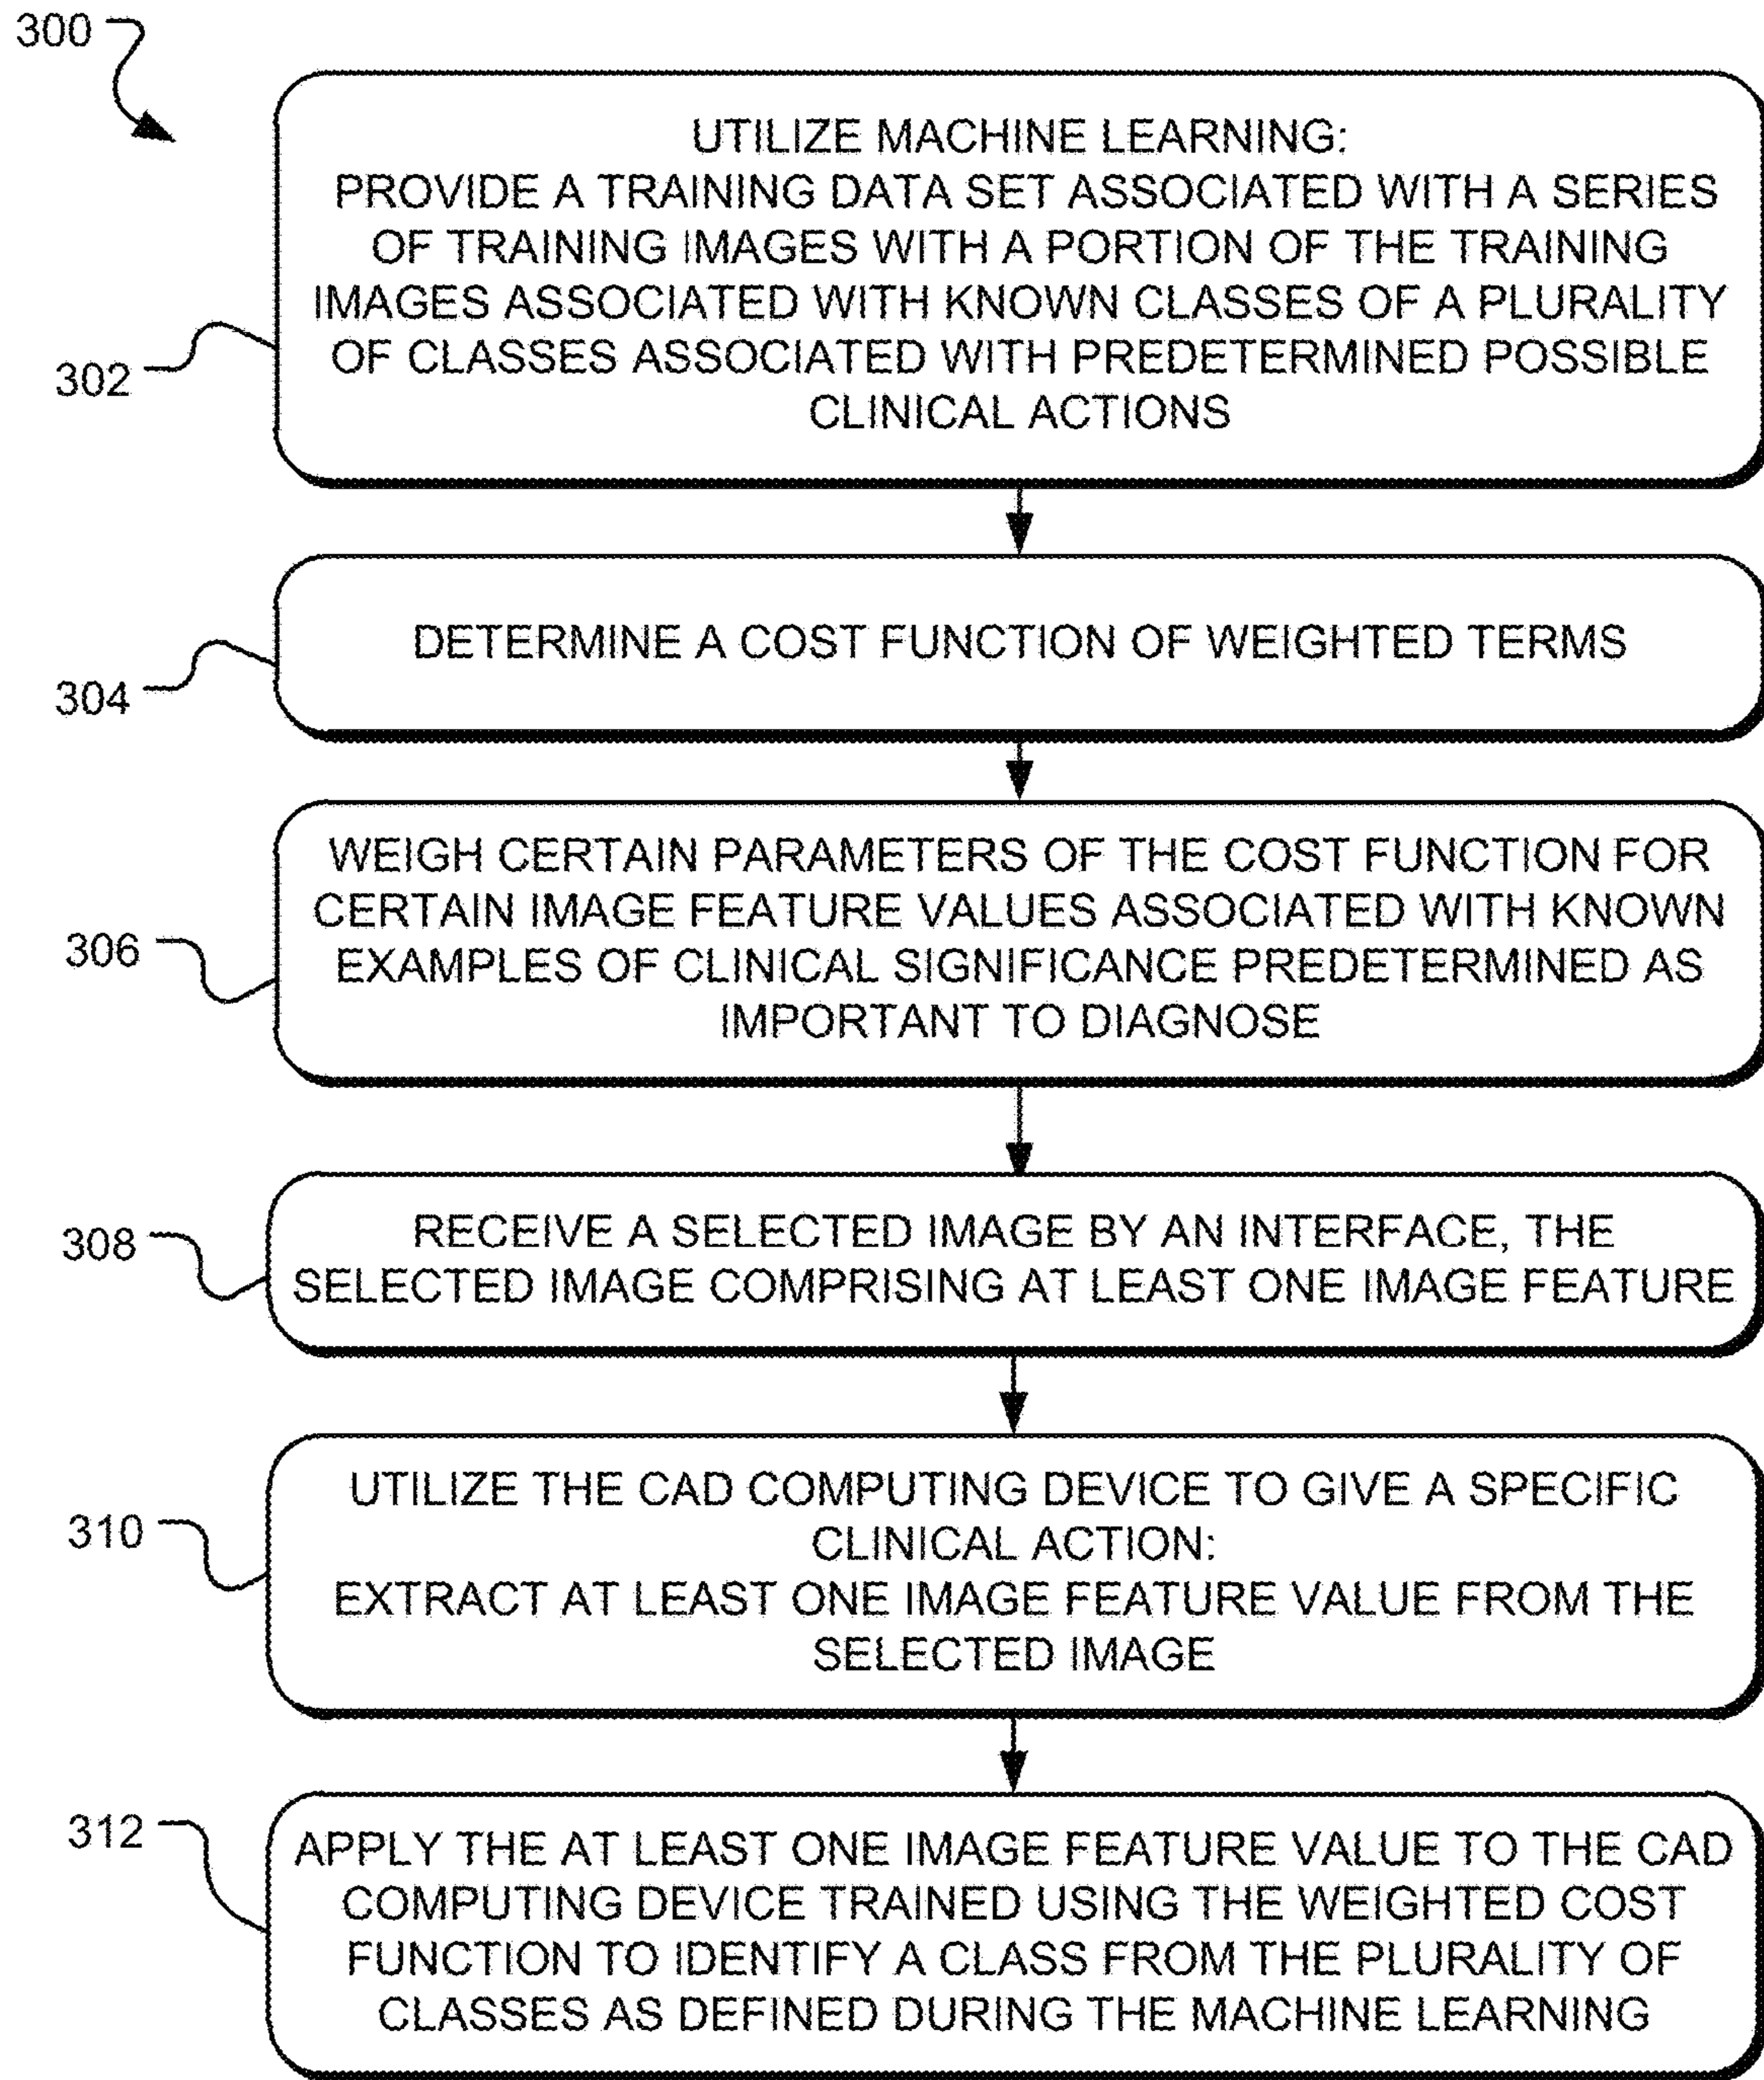 300
UTILIZE MACHINE LEARNING:
PROVIDE A TRAINING DATA SET ASSOCIATED WITH A SERIES
OF TRAINING IMAGES WITH A PORTION OF THE TRAINING
IMAGES ASSOCIATED WITH KNOWN CLASSES OF A PLURALITY
OF CLASSES ASSOCIATED WITH PREDETERMINED POSSIBLE
CLINICAL ACTIONS
302
DETERMINE A COST FUNCTION OF WEIGHTED TERMS
304
WEIGH CERTAIN PARAMETERS OF THE COST FUNCTION FOR
CERTAIN IMAGE FEATURE VALUES ASSOCIATED WITH KNOWN
EXAMPLES OF CLINICAL SIGNIFICANCE PREDETERMINED AS
IMPORTANT TO DIAGNOSE
306
RECEIVE A SELECTED IMAGE BY AN INTERFACE, THE
SELECTED IMAGE COMPRISING AT LEAST ONE IMAGE FEATURE
308
UTILIZE THE CAD COMPUTING DEVICE TO GIVE A SPECIFIC
CLINICAL ACTION:
EXTRACT AT LEAST ONE IMAGE FEATURE VALUE FROM THE
SELECTED IMAGE
310
APPLY THE AT LEAST ONE IMAGE FEATURE VALUE TO THE CAD
COMPUTING DEVICE TRAINED USING THE WEIGHTED COST
FUNCTION TO IDENTIFY A CLASS FROM THE PLURALITY OF
CLASSES AS DEFINED DURING THE MACHINE LEARNING
312